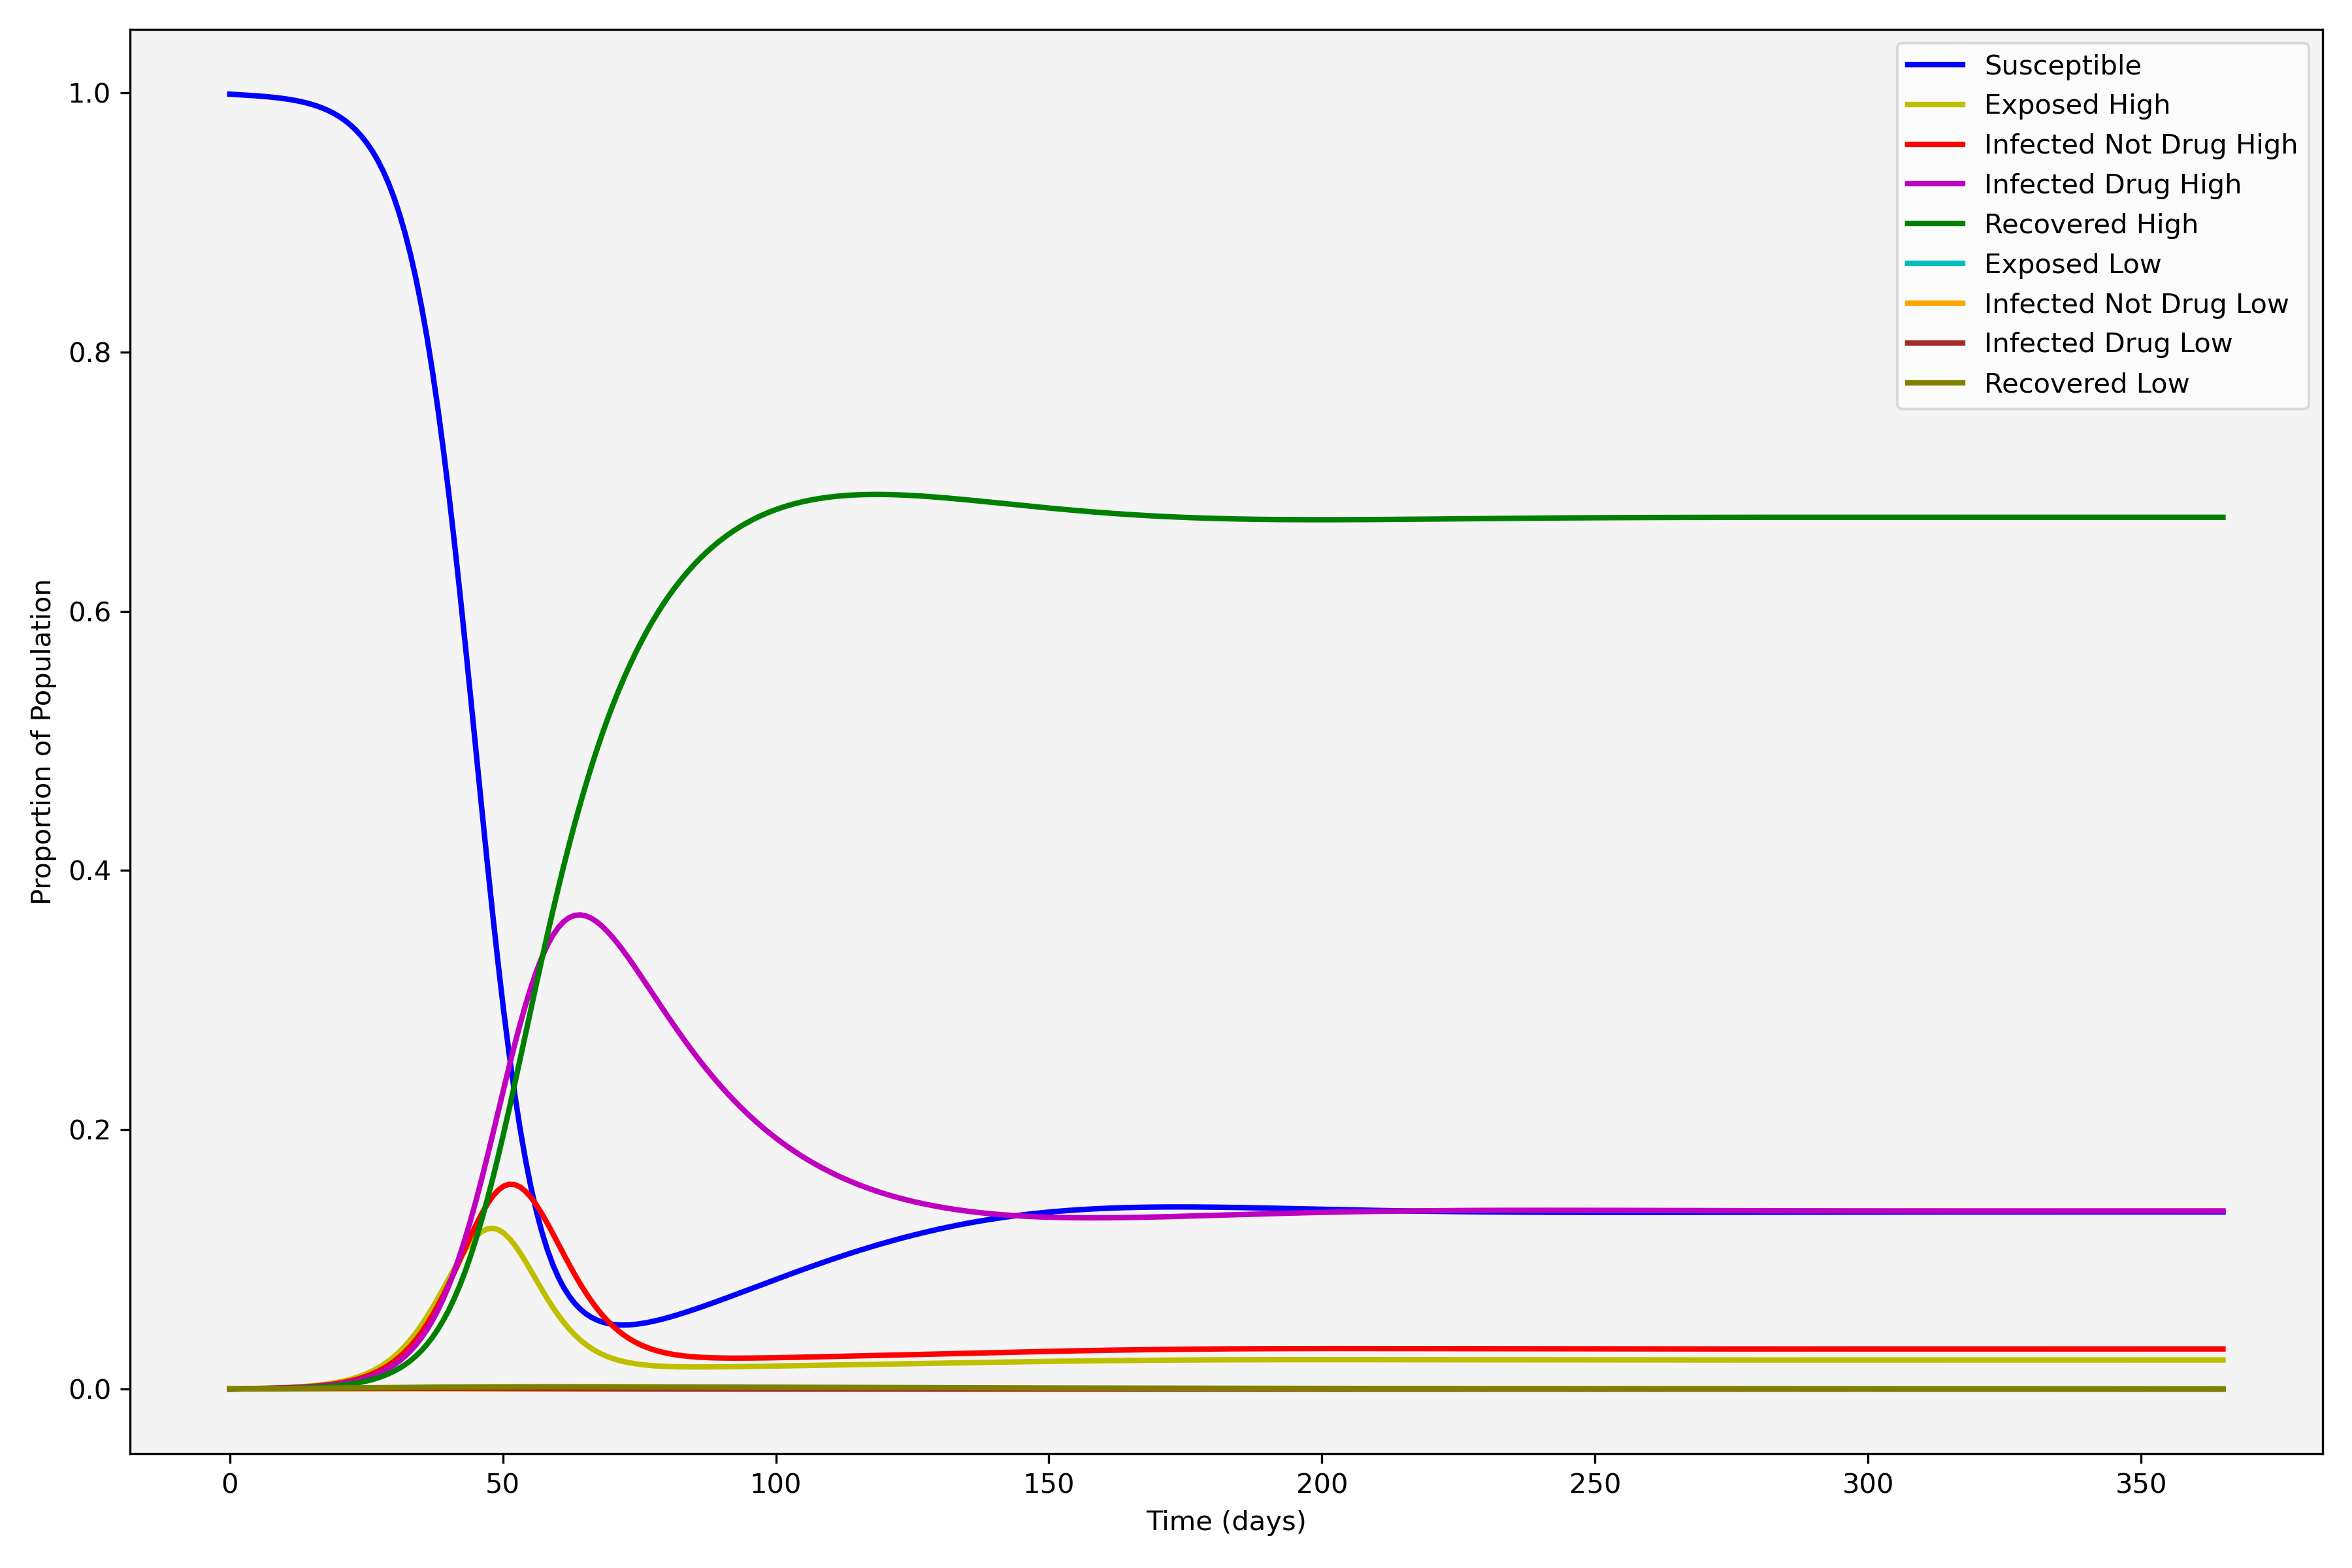 1.0
0.8
0.6
0.4
0.2
0.0
Proportion of Population
0 50 100 150 200 250 300 350
Time (days)
Susceptible
Exposed High
Infected Not Drug High
Infected Drug High
Recovered High
Exposed Low
Infected Not Drug Low
Infected Drug Low
Recovered Low